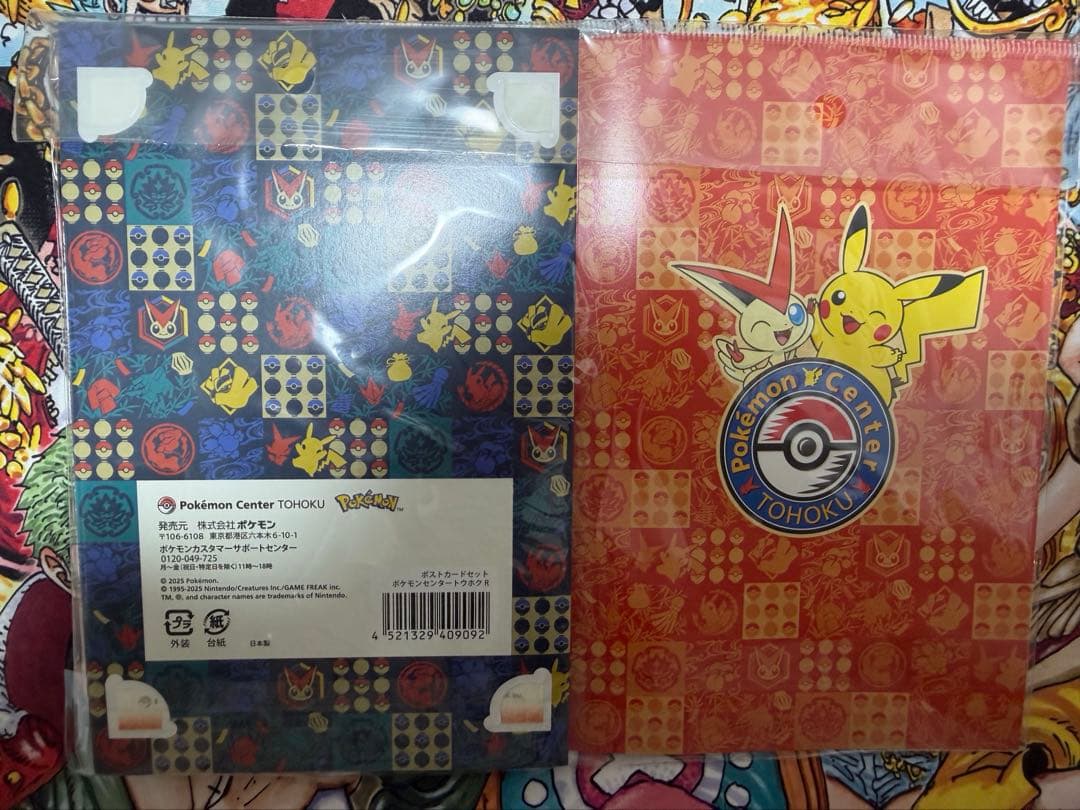 Pokémon Center TOHOKU POKéMON™
発売元 株式会社ポケモン
〒106-6108 東京都港区六本木6-10-1
ポケモンカスタマーサポートセンター
0120-049-725
月～金(祝日・特定日を除く)11時～18時
© 2025 Pokémon.
© 1995-2025 Nintendo/Creatures Inc./GAME FREAK inc.
TM, ®, and character names are trademarks of Nintendo.
プラ
外装
紙
台紙
日本製
ポストカードセット
ポケモンセンタートウホク R
4 521329 409092
Pokémon Center
TOHOKU